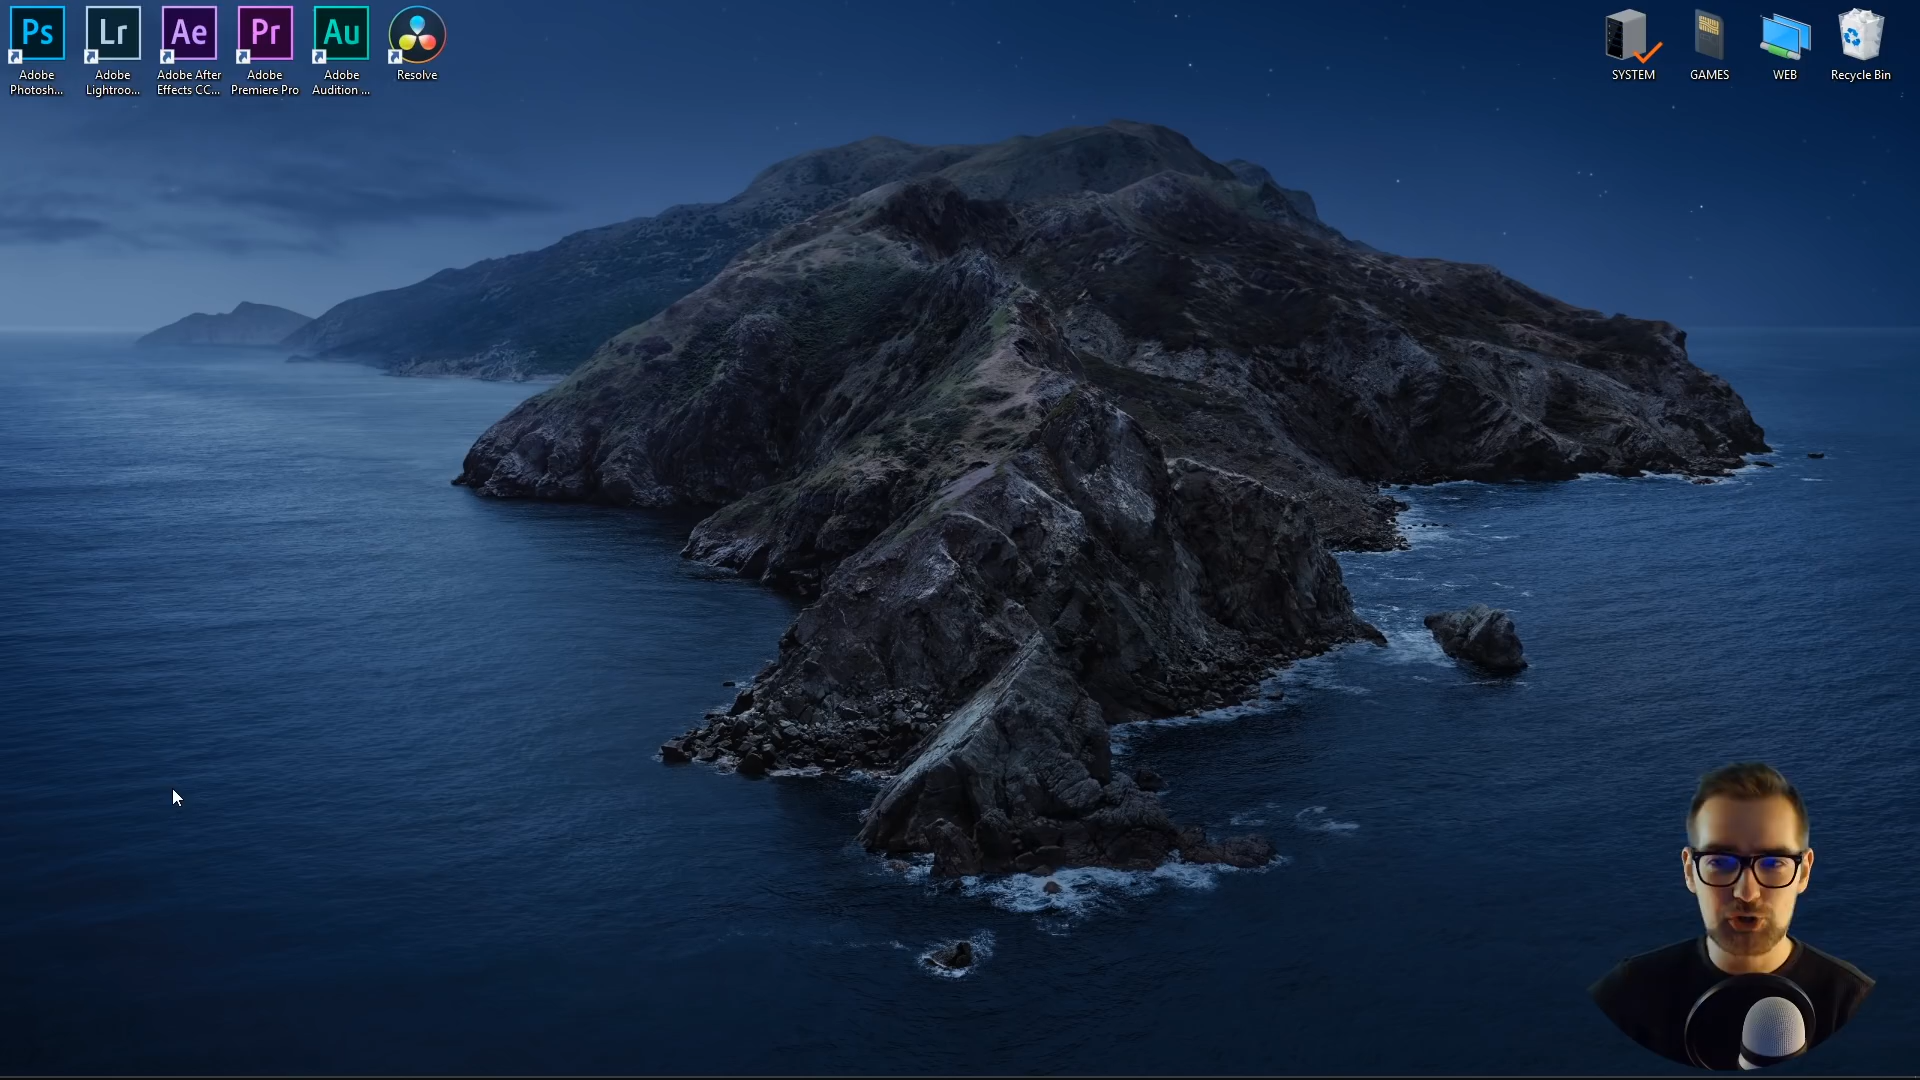 Ps
Lr
Ae
Pr
Au
Adobe
Photosh...
Adobe
Lightroo...
Adobe After
Effects CC...
Adobe
Premiere Pro
Adobe
Audition ...
Resolve
SYSTEM
GAMES
WEB
Recycle Bin